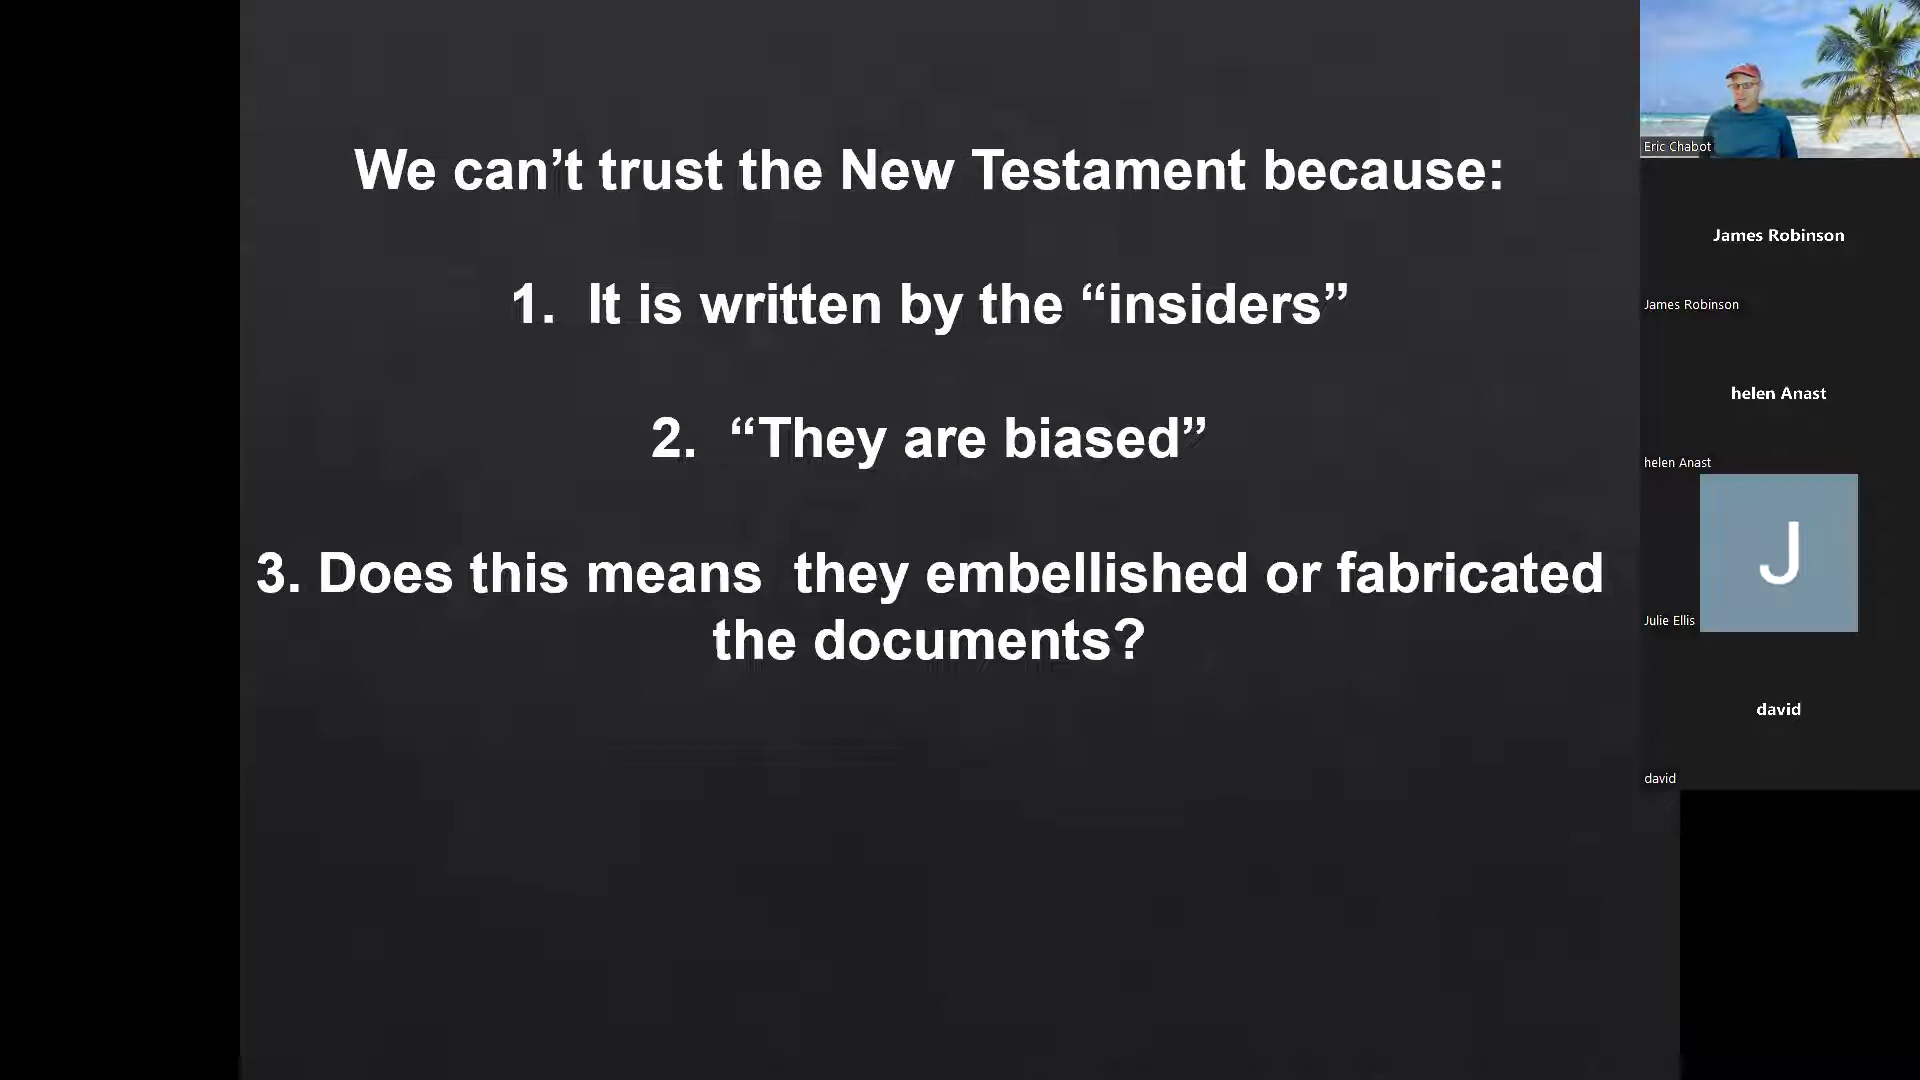 We can’t trust the New Testament because:
1. It is written by the “insiders”
2. “They are biased”
3. Does this means they embellished or fabricated
the documents?
Eric Chabot
James Robinson
James Robinson
helen Anast
helen Anast
J
Julie Ellis
david
david